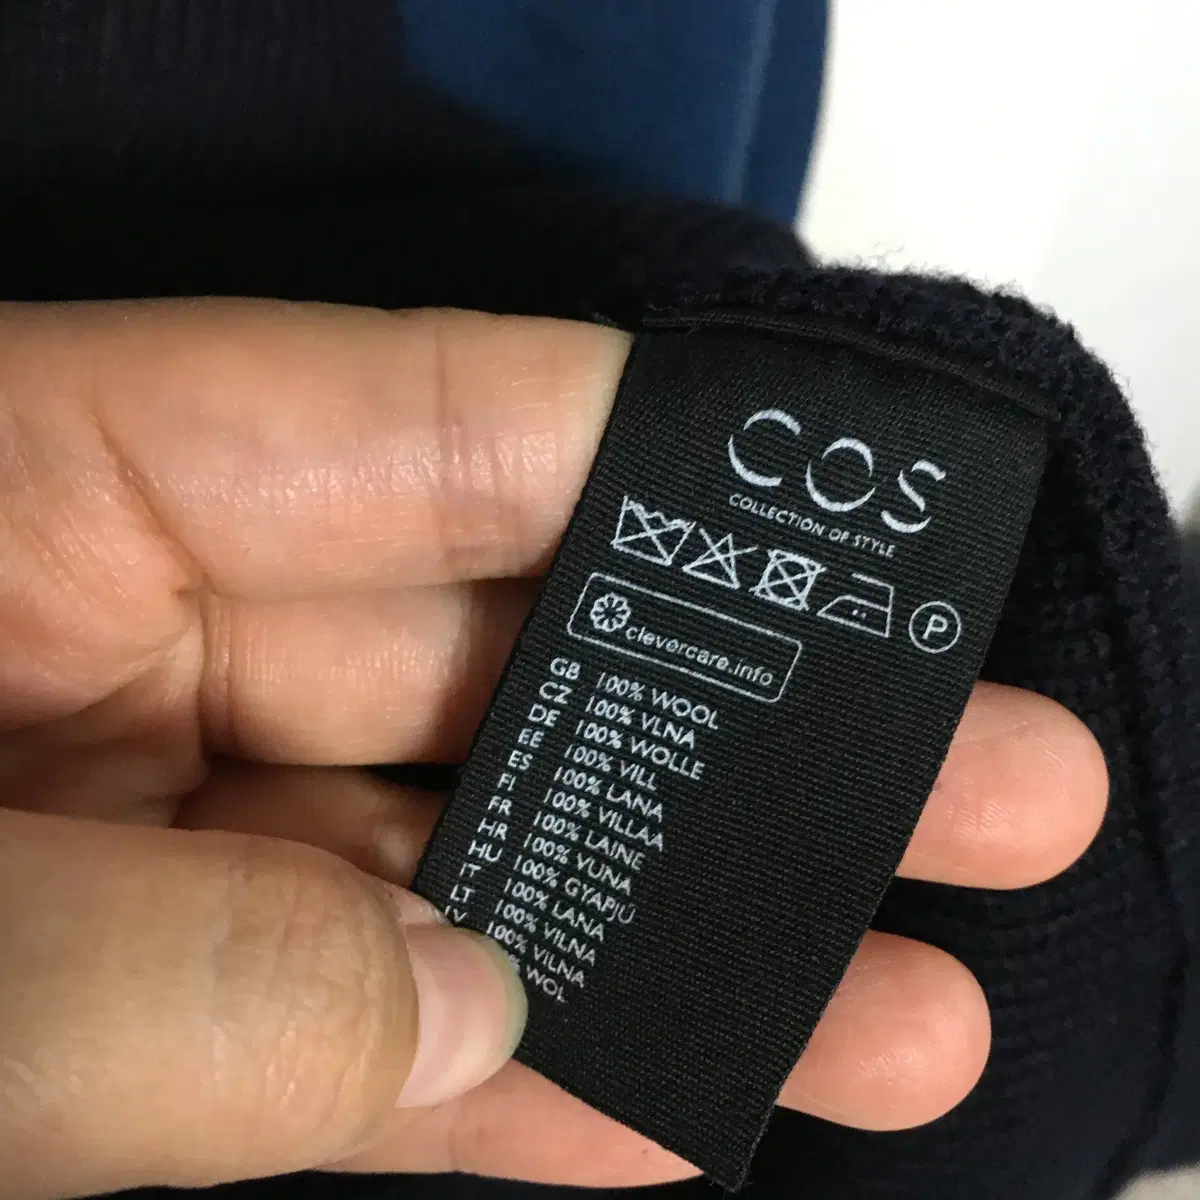 COS
COLLECTION OF STYLE
P
clevercare.info
GB 100% WOOL
CZ 100% VLNA
DE 100% WOLLE
EE 100% VILL
ES 100% LANA
FI 100% VILLAA
FR 100% LAINE
HR 100% VUNA
HU 100% GYAPJÚ
IT 100% LANA
LT 100% VILNA
LV 100% VILNA
% WOL